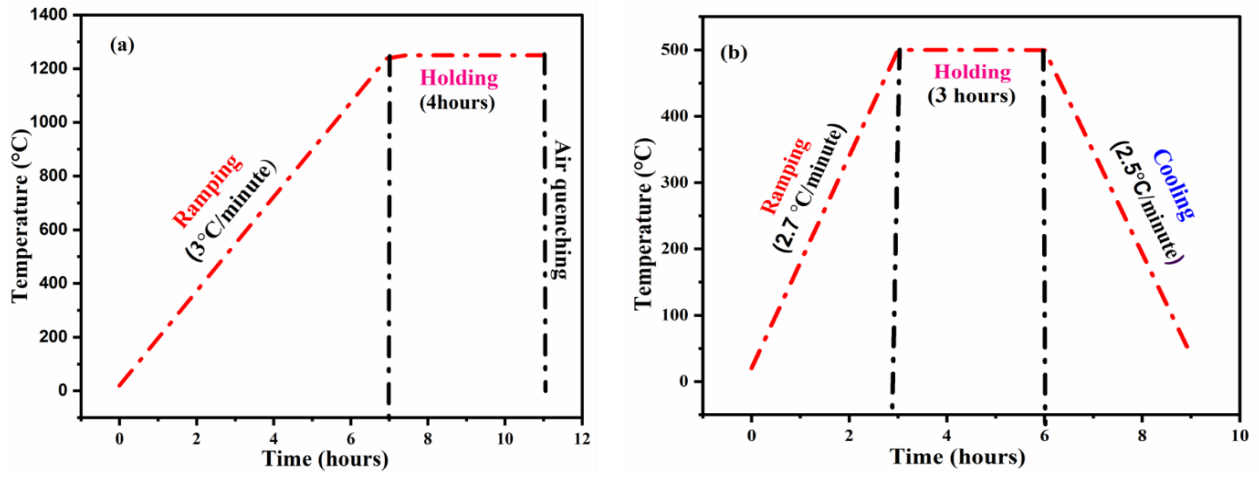 (a)
1400
1200
1000
800
600
400
200
0
Temperature (°C)
Ramping
(3°C/minute)
Holding
(4hours)
Air quenching
0 2 4 6 8 10 12
Time (hours)
(b)
500
400
300
200
100
0
Temperature (°C)
Ramping
(2.7 °C/minute)
Holding
(3 hours)
Cooling
(2.5°C/minute)
0 2 4 6 8 10
Time (hours)